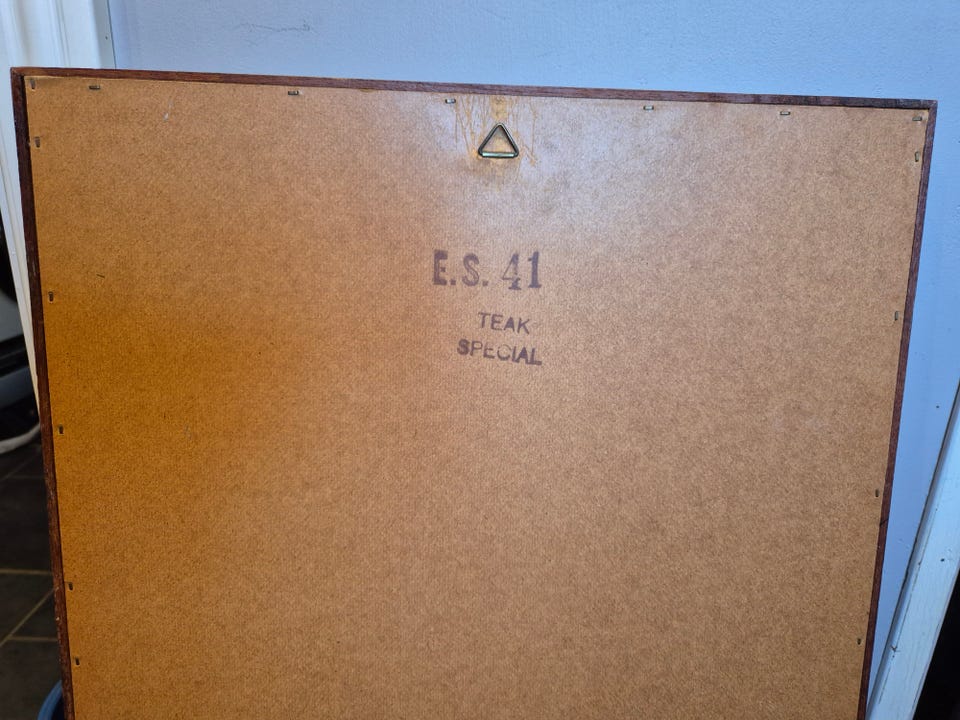 E.S. 41
TEAK
SPECIAL